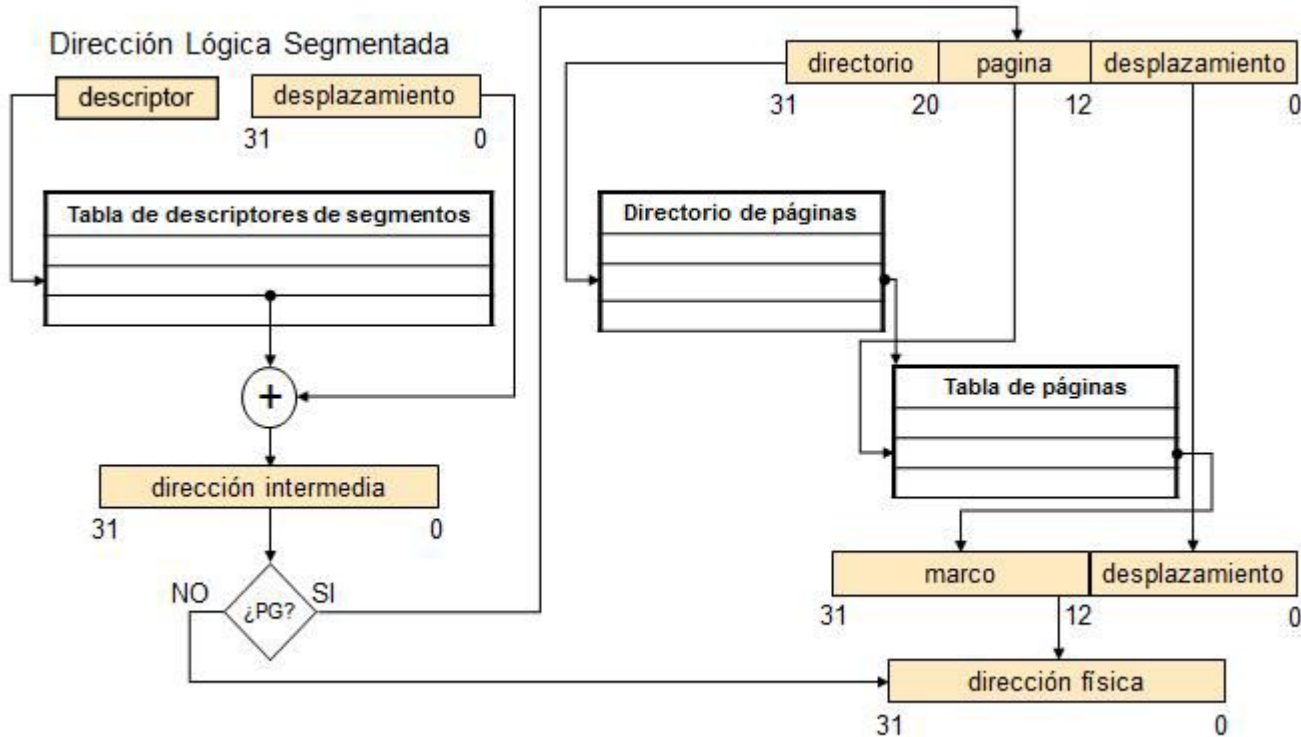 Dirección Lógica Segmentada
descriptor
desplazamiento
31 0
directorio pagina desplazamiento
31 20 12 0
Tabla de descriptores de segmentos
Directorio de páginas
+
Tabla de páginas
dirección intermedia
31 0
NO ¿PG? SI
marco desplazamiento
31 12 0
dirección física
31 0